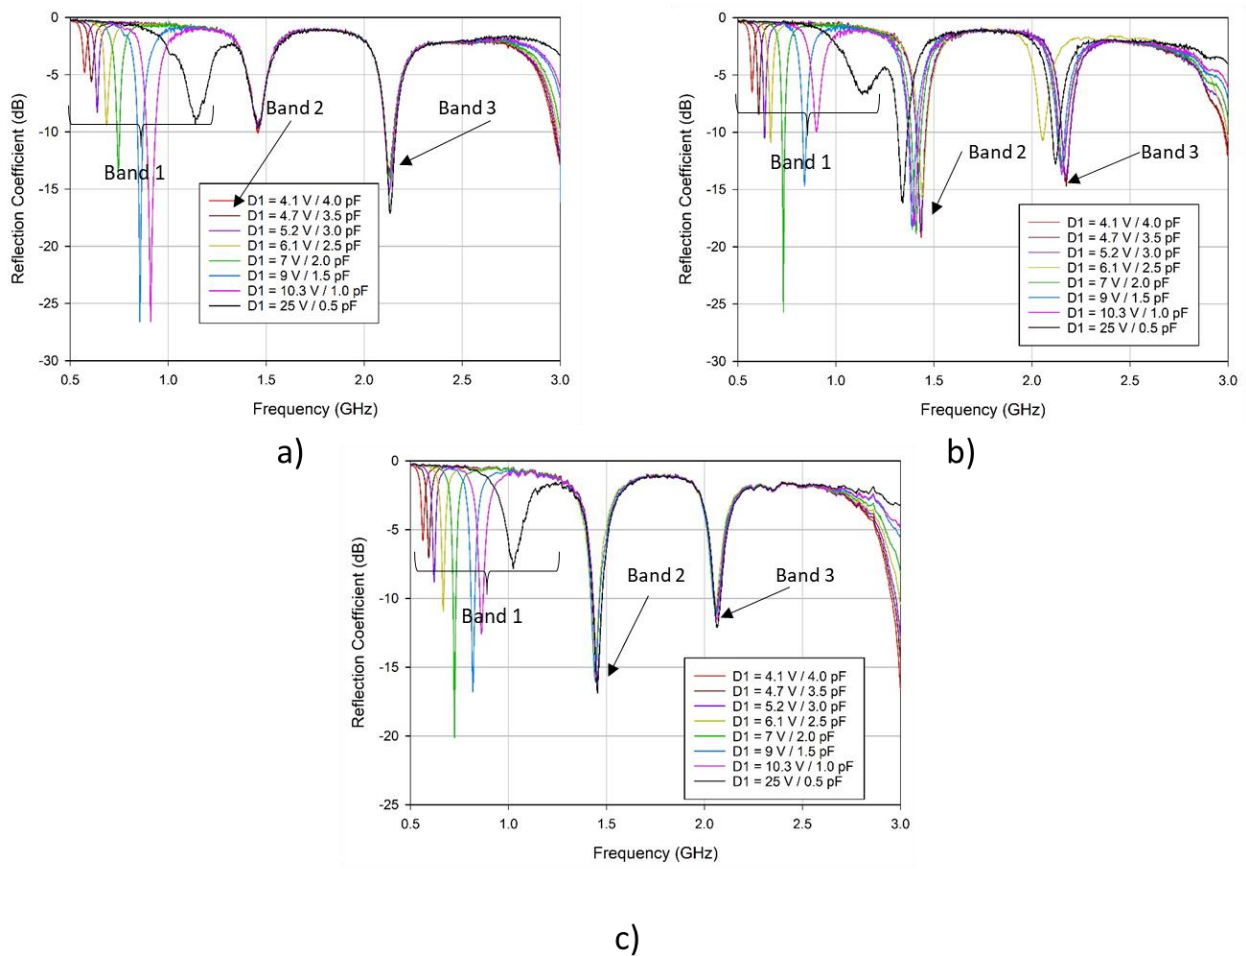 0
-5
-10
-15
-20
-25
-30
Reflection Coefficient (dB)
Band 2
Band 3
Band 1
D1 = 4.1 V / 4.0 pF
D1 = 4.7 V / 3.5 pF
D1 = 5.2 V / 3.0 pF
D1 = 6.1 V / 2.5 pF
D1 = 7 V / 2.0 pF
D1 = 9 V / 1.5 pF
D1 = 10.3 V / 1.0 pF
D1 = 25 V / 0.5 pF
0.5 1.0 1.5 2.0 2.5 3.0
Frequency (GHz)
a)
0
-5
-10
-15
-20
-25
-30
Reflection Coefficient (dB)
Band 1
Band 2
Band 3
D1 = 4.1 V / 4.0 pF
D1 = 4.7 V / 3.5 pF
D1 = 5.2 V / 3.0 pF
D1 = 6.1 V / 2.5 pF
D1 = 7 V / 2.0 pF
D1 = 9 V / 1.5 pF
D1 = 10.3 V / 1.0 pF
D1 = 25 V / 0.5 pF
0.5 1.0 1.5 2.0 2.5 3.0
Frequency (GHz)
b)
0
-5
-10
-15
-20
-25
Reflection Coefficient (dB)
Band 2
Band 3
Band 1
D1 = 4.1 V / 4.0 pF
D1 = 4.7 V / 3.5 pF
D1 = 5.2 V / 3.0 pF
D1 = 6.1 V / 2.5 pF
D1 = 7 V / 2.0 pF
D1 = 9 V / 1.5 pF
D1 = 10.3 V / 1.0 pF
D1 = 25 V / 0.5 pF
0.5 1.0 1.5 2.0 2.5 3.0
Frequency (GHz)
c)